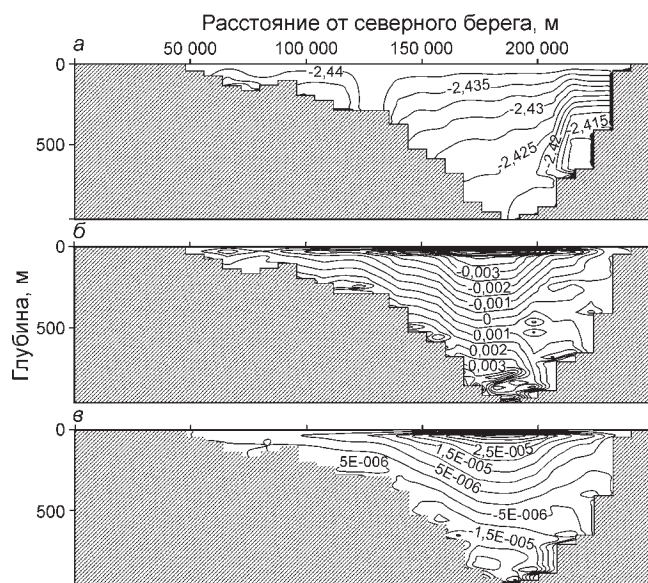 Расстояние от северного берега, м
50 000 100 000 150 000 200 000
а
0
500
-2,44
-2,435
-2,43
-2,425
-2,42
-2,415
б
0
500
-0,003
-0,002
-0,001
0
0,001
0,002
0,003
Глубина, м
в
0
500
2,5E-005
1,5E-005
5E-006
5E-006
-5E-006
-1,5E-005